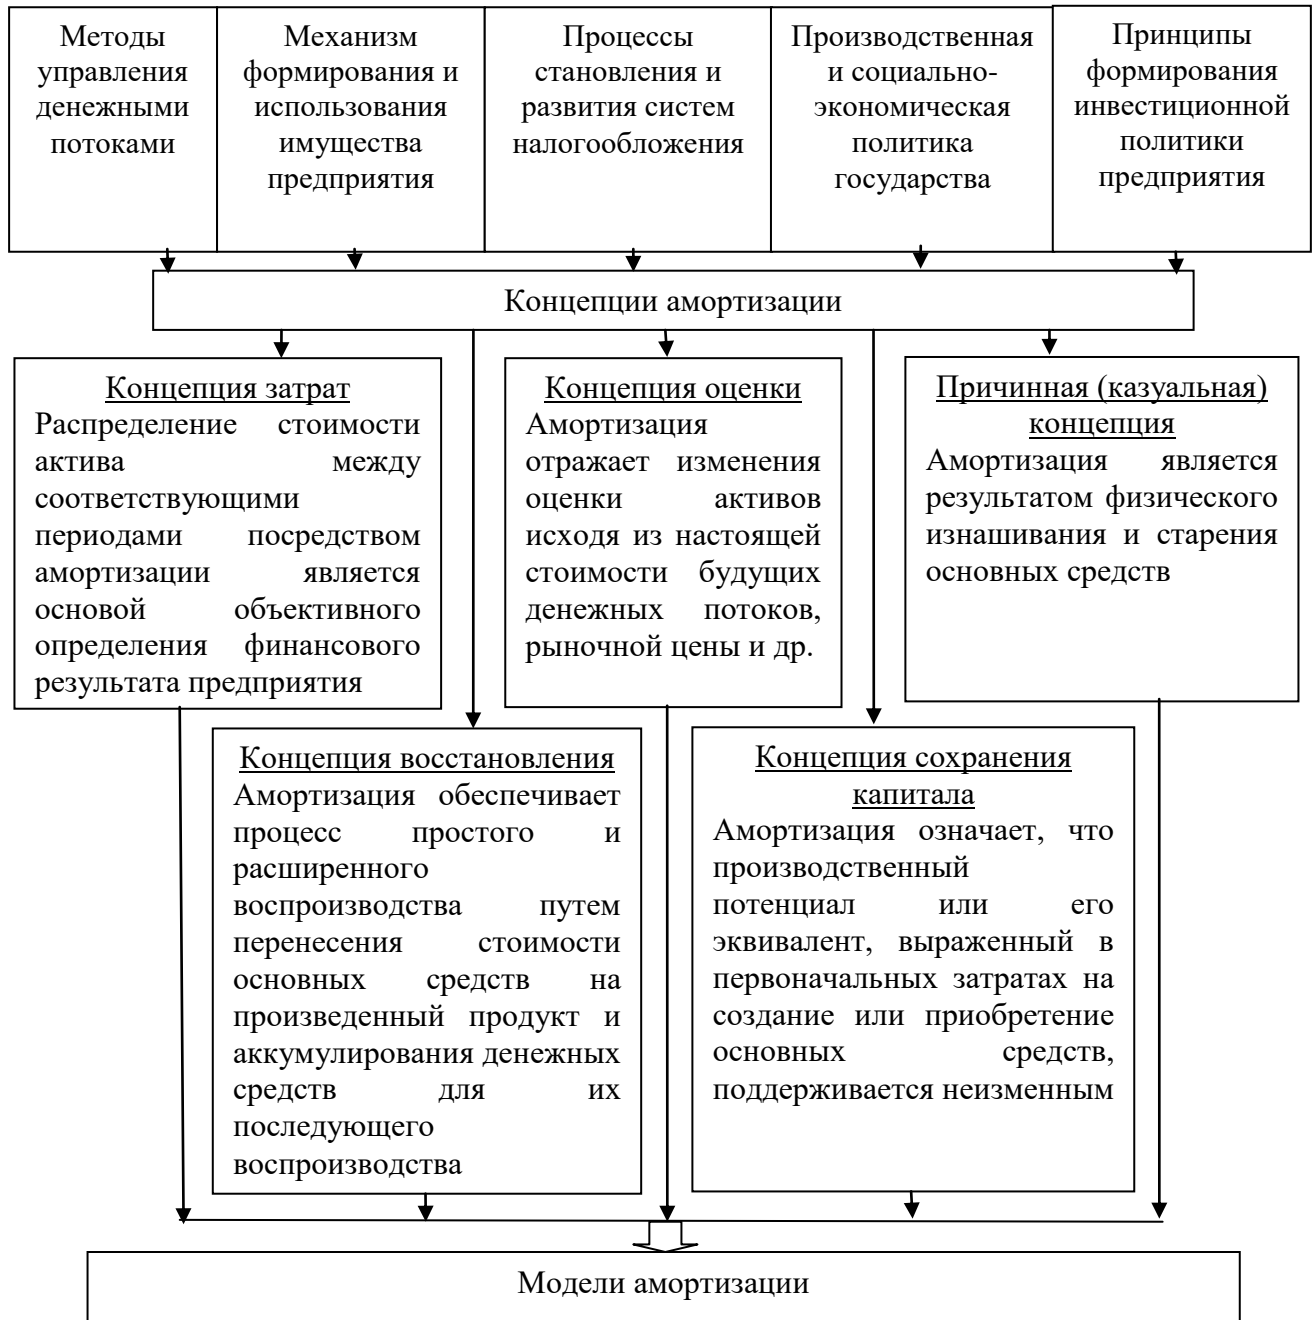 Методы
управления
денежными
потоками
Механизм
формирования и
использования
имущества
предприятия
Процессы
становления и
развития систем
налогообложения
Производственная
и социально-
экономическая
политика
государства
Принципы
формирования
инвестиционной
политики
предприятия
Концепции амортизации
Концепция затрат
Распределение стоимости
актива между
соответствующими
периодами посредством
амортизации является
основой объективного
определения финансового
результата предприятия
Концепция оценки
Амортизация
отражает изменения
оценки активов
исходя из настоящей
стоимости будущих
денежных потоков,
рыночной цены и др.
Причинная (казуальная)
концепция
Амортизация является
результатом физического
изнашивания и старения
основных средств
Концепция восстановления
Амортизация обеспечивает
процесс простого и
расширенного
воспроизводства путем
перенесения стоимости
основных средств на
произведенный продукт и
аккумулирования денежных
средств для их
последующего
воспроизводства
Концепция сохранения
капитала
Амортизация означает, что
производственный
потенциал или его
эквивалент, выраженный в
первоначальных затратах на
создание или приобретение
основных средств,
поддерживается неизменным
Модели амортизации